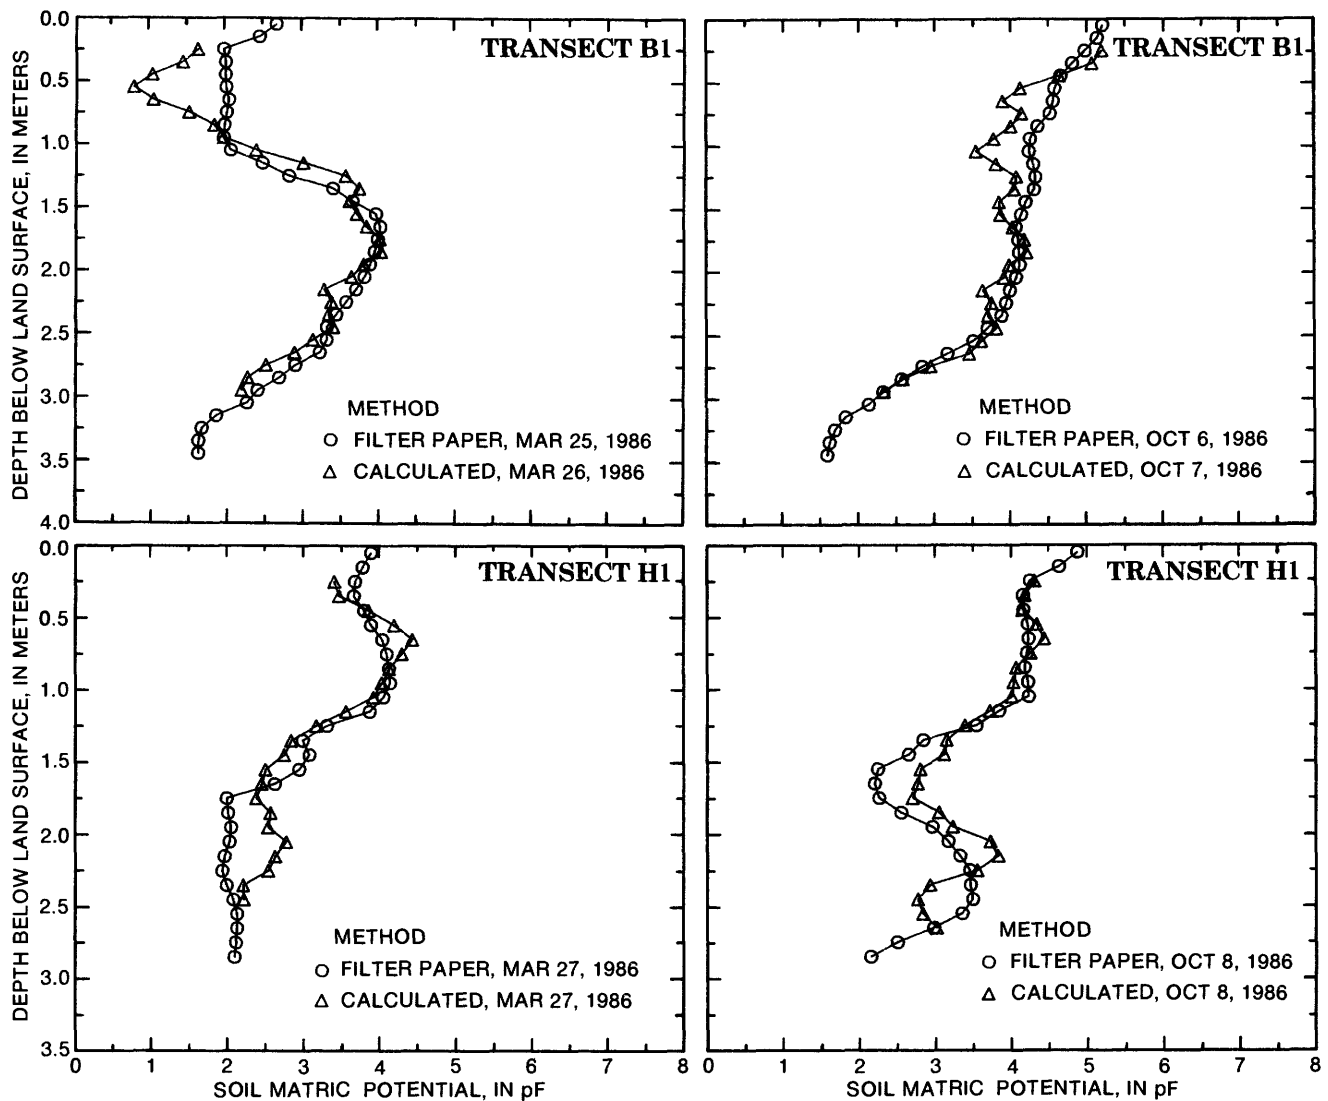 TRANSECT B1
0.0
0.5
1.0
1.5
2.0
2.5
3.0
3.5
4.0
DEPTH BELOW LAND SURFACE, IN METERS
METHOD
FILTER PAPER, MAR 25, 1986
CALCULATED, MAR 26, 1986
TRANSECT B1
METHOD
FILTER PAPER, OCT 6, 1986
CALCULATED, OCT 7, 1986
TRANSECT H1
0.0
0.5
1.0
1.5
2.0
2.5
3.0
3.5
DEPTH BELOW LAND SURFACE, IN METERS
METHOD
FILTER PAPER, MAR 27, 1986
CALCULATED, MAR 27, 1986
0 1 2 3 4 5 6 7 8
SOIL MATRIC POTENTIAL, IN pF
TRANSECT H1
METHOD
FILTER PAPER, OCT 8, 1986
CALCULATED, OCT 8, 1986
0 1 2 3 4 5 6 7 8
SOIL MATRIC POTENTIAL, IN pF